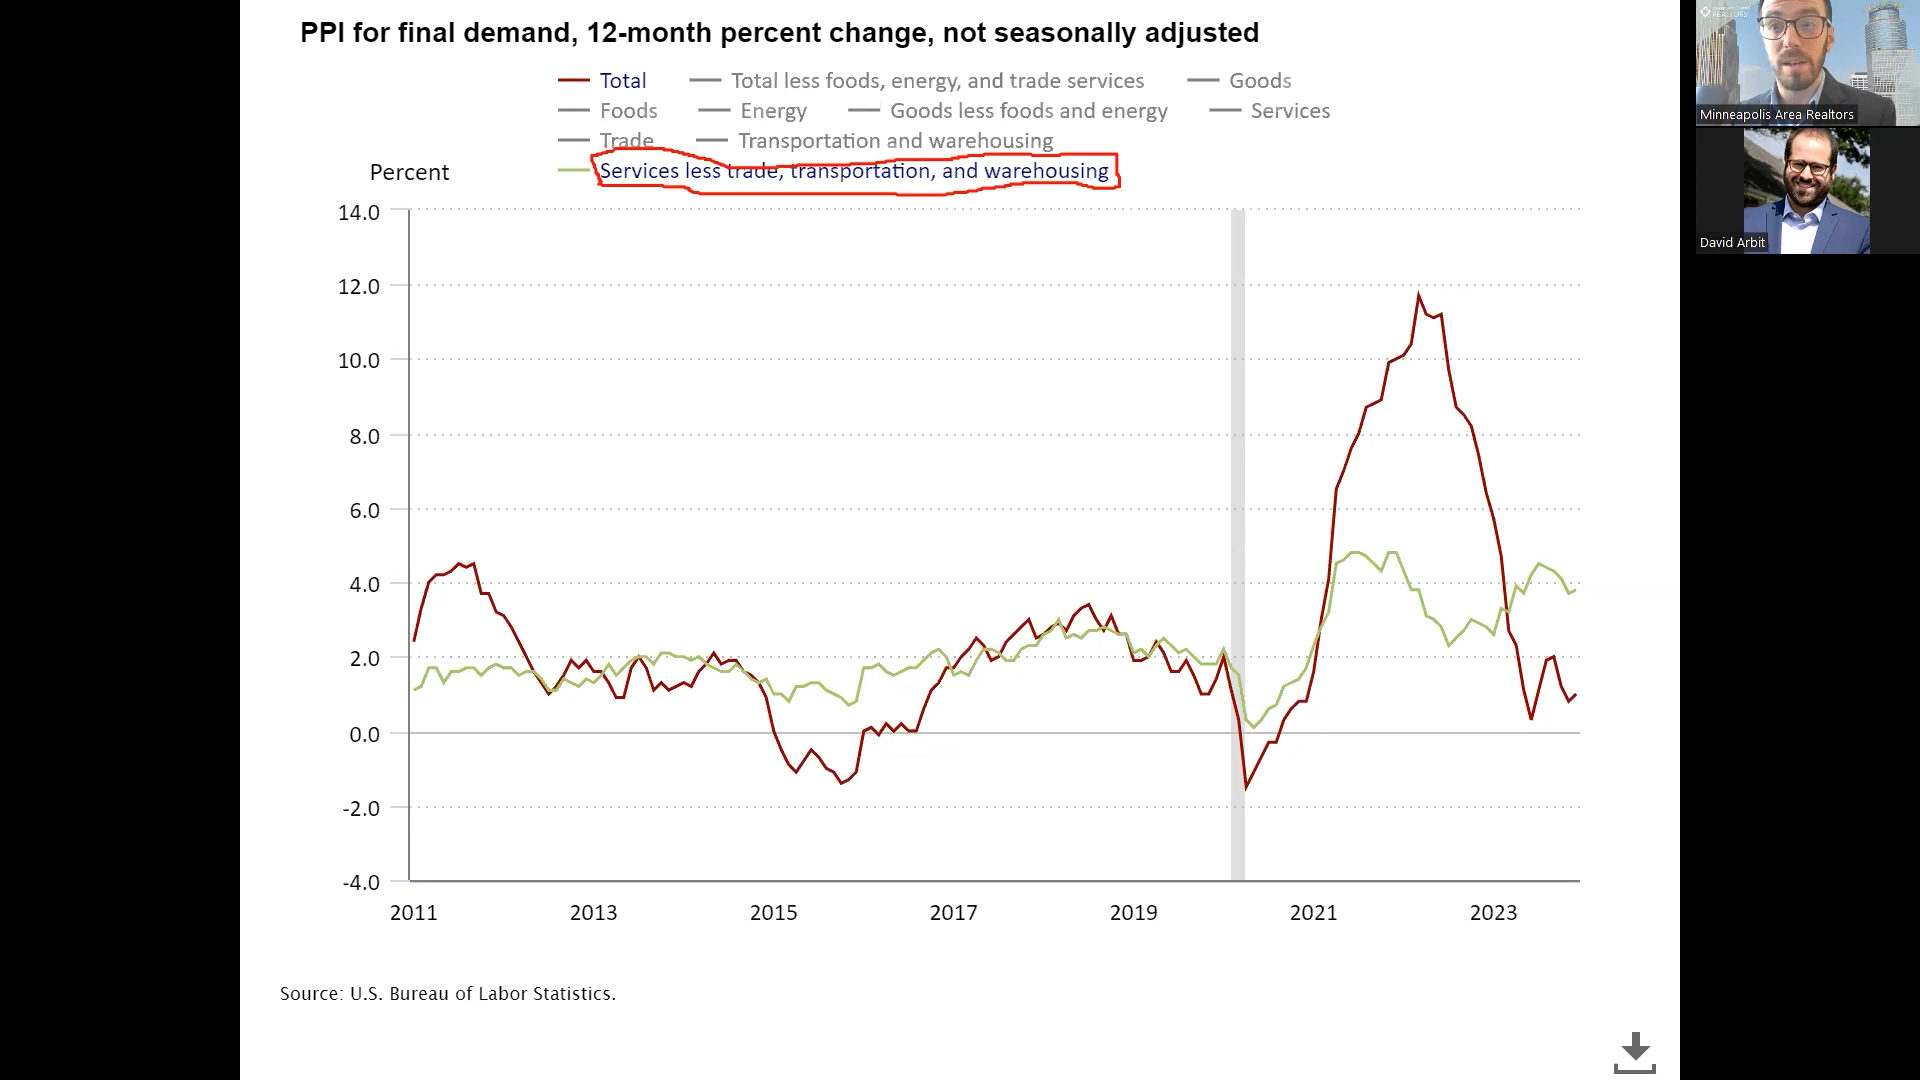 PPI for final demand, 12-month percent change, not seasonally adjusted
Total Total less foods, energy, and trade services Goods
Foods Energy Goods less foods and energy Services
Trade Transportation and warehousing
Services less trade, transportation, and warehousing
Percent
14.0
12.0
10.0
8.0
6.0
4.0
2.0
0.0
-2.0
-4.0
2011 2013 2015 2017 2019 2021 2023
Source: U.S. Bureau of Labor Statistics.
REALTORS
Minneapolis Area Realtors
David Arbit